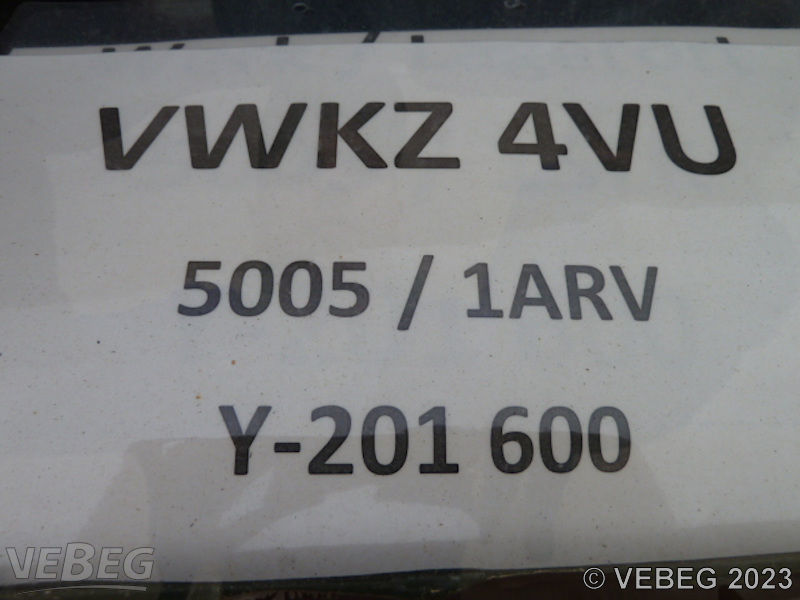 VWKZ 4VU
5005 / 1ARV
Y-201 600
VEBEG
© VEBEG 2023